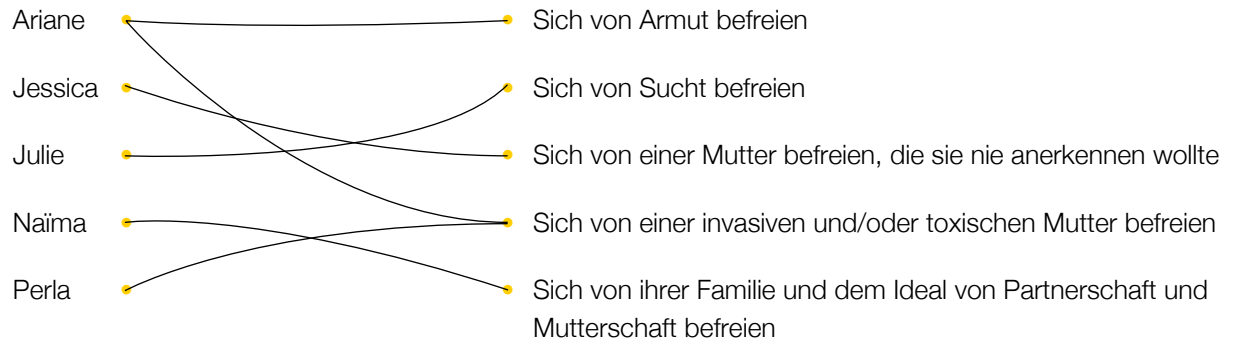 Ariane Sich von Armut befreien
Jessica Sich von Sucht befreien
Julie Sich von einer Mutter befreien, die sie nie anerkennen wollte
Naïma Sich von einer invasiven und/oder toxischen Mutter befreien
Perla Sich von ihrer Familie und dem Ideal von Partnerschaft und
Mutterschaft befreien